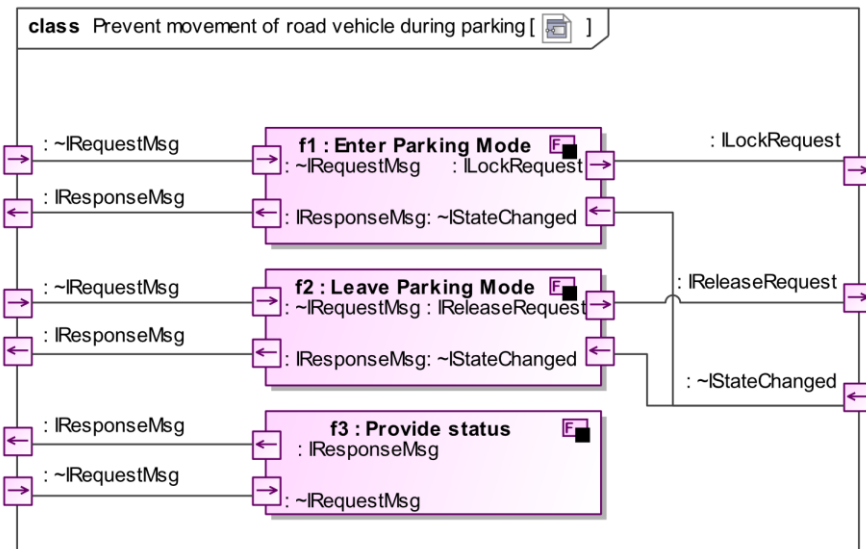 class Prevent movement of road vehicle during parking [ ]
: ~IRequestMsg
f1 : Enter Parking Mode F
: ILockRequest
: ~IRequestMsg : ILockRequest
: IResponseMsg
: IResponseMsg: ~IStateChanged
: ~IRequestMsg
f2 : Leave Parking Mode F
: IReleaseRequest
: ~IRequestMsg : IReleaseRequest
: IResponseMsg
: IResponseMsg: ~IStateChanged
: ~IStateChanged
: IResponseMsg
f3 : Provide status F
: IResponseMsg
: ~IRequestMsg
: ~IRequestMsg